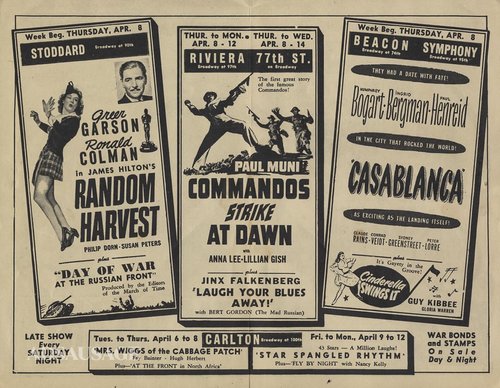 Week Beg. THURSDAY, APR. 8
STODDARD
Broadway at 90th
Greer
GARSON
Ronald
COLMAN
in JAMES HILTON'S
RANDOM
HARVEST
PHILIP DORN-SUSAN PETERS
plus
"DAY OF WAR
AT THE RUSSIAN FRONT"
Produced by the Editors
of the March of Time
THUR. to MON.
APR. 8 - 12
RIVIERA
Broadway at 97th
THUR. to WED.
APR. 8 - 14
77th ST.
on Broadway
The first great story
of the famous
Commandos!
PAUL MUNI
COMMANDOS
STRIKE
AT DAWN
with
ANNA LEE-LILLIAN GISH
plus
JINX FALKENBERG
'LAUGH YOUR BLUES
AWAY!'
with BERT GORDON (The Mad Russian)
Week Beg. THURSDAY, APR. 8
BEACON
Broadway at 74th
SYMPHONY
Broadway at 95th
THEY HAD A DATE WITH FATE!
HUMPHREY INGRID PAUL
Bogart-Bergman-Henreid
IN THE CITY THAT ROCKED THE WORLD!
'CASABLANCA'
AS EXCITING AS THE LANDING ITSELF!
CLAUDE CONRAD SYDNEY PETER
RAINS-VEIDT-GREENSTREET-LORRE
plus
It's Gayety in the
Groove!
Cinderella
SWINGS IT
with
GUY KIBBEE
GLORIA WARREN
LATE SHOW
Every
SATURDAY
NIGHT
Tues. to Thurs. April 6 to 8
CARLTON
Broadway at 100th
Fri. to Mon., April 9 to 12
MRS. WIGGS of the CABBAGE PATCH'
Bainter - Hugh Herbert
Plus-"AT THE FRONT in North Africa'
43 Stars - A Million Laughs!
'STAR SPANGLED RHYTHM'
Plus-"FLY BY NIGHT" with Nancy Kelly
WAR BONDS
and STAMPS
On Sale
Day & Night